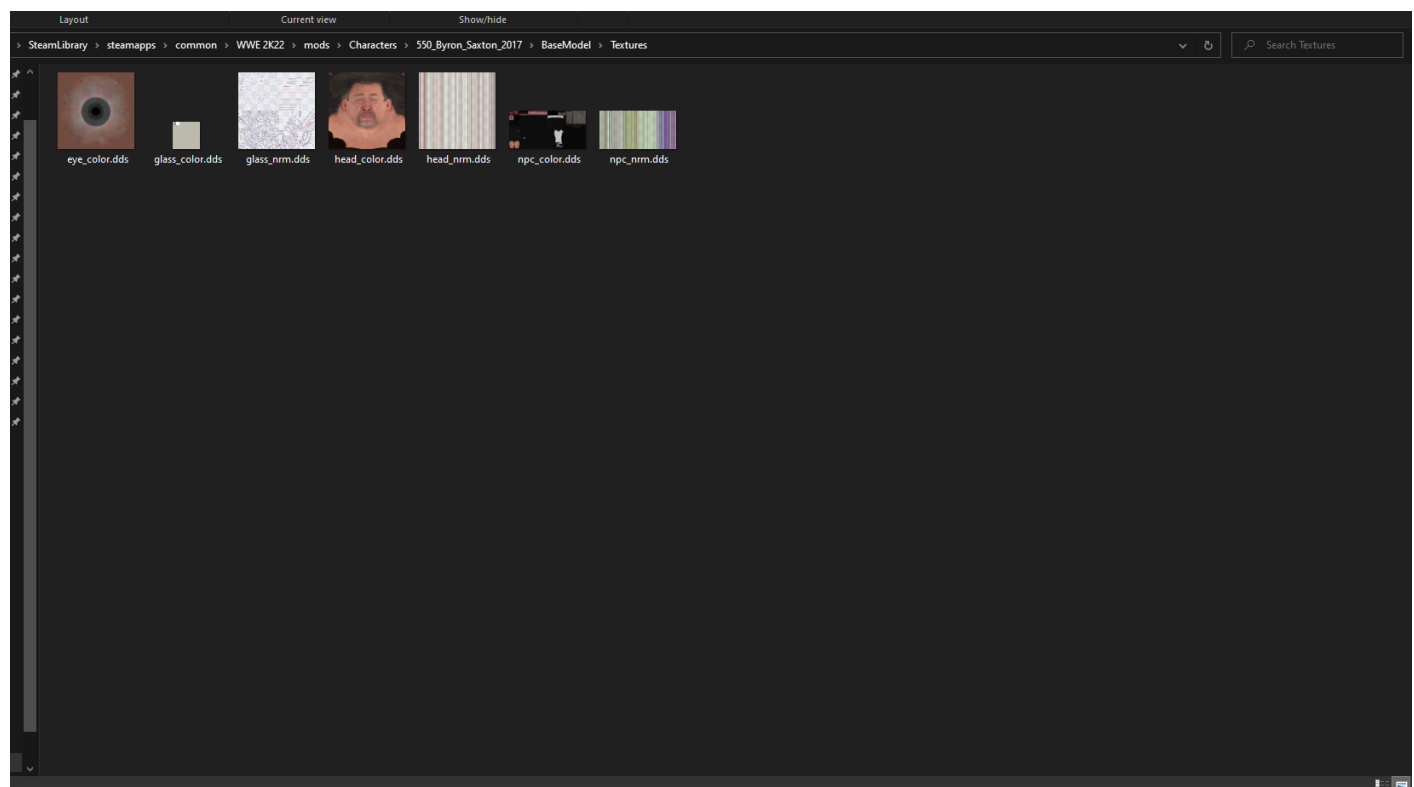 Layout Current view Show/hide
› SteamLibrary › steamapps › common › WWE 2K22 › mods › Characters › 550_Byron_Saxton_2017 › BaseModel › Textures Search Textures
eye_color.dds glass_color.dds glass_nrm.dds head_color.dds head_nrm.dds npc_color.dds npc_nrm.dds